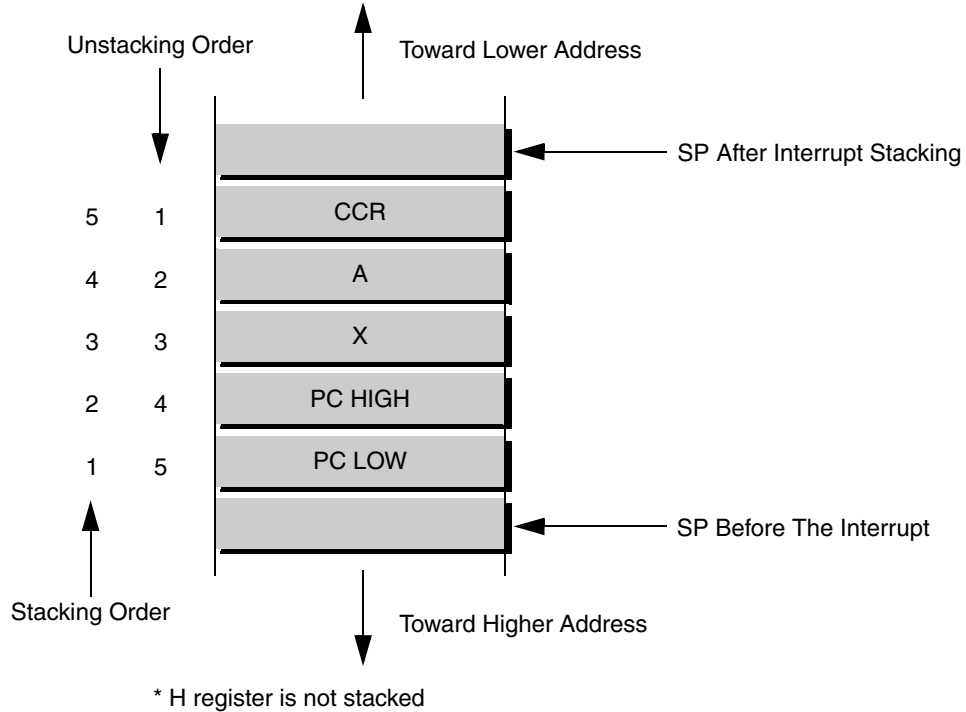 Toward Lower Address
Unstacking Order
SP After Interrupt Stacking
5 1 CCR
4 2 A
3 3 X
2 4 PC HIGH
1 5 PC LOW
SP Before The Interrupt
Stacking Order
Toward Higher Address
* H register is not stacked